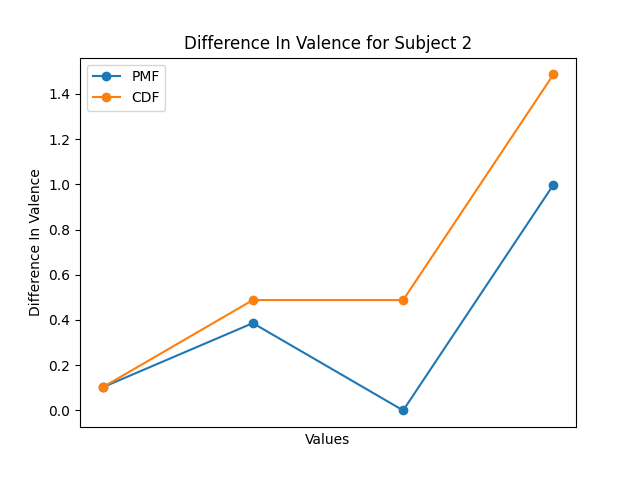 Difference In Valence for Subject 2
PMF
CDF
1.4
1.2
1.0
0.8
0.6
0.4
0.2
0.0
Difference In Valence
Values